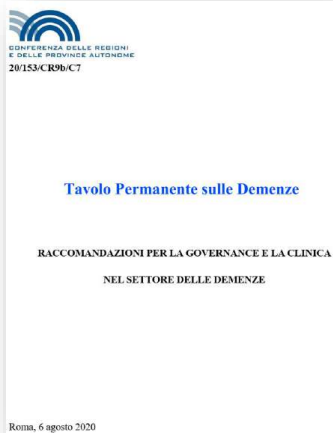 CONFERENZA DELLE REGIONI
E DELLE PROVINCE AUTONOME
20/153/CR9b/C7
Tavolo Permanente sulle Demenze
RACCOMANDAZIONI PER LA GOVERNANCE E LA CLINICA
NEL SETTORE DELLE DEMENZE
Roma, 6 agosto 2020